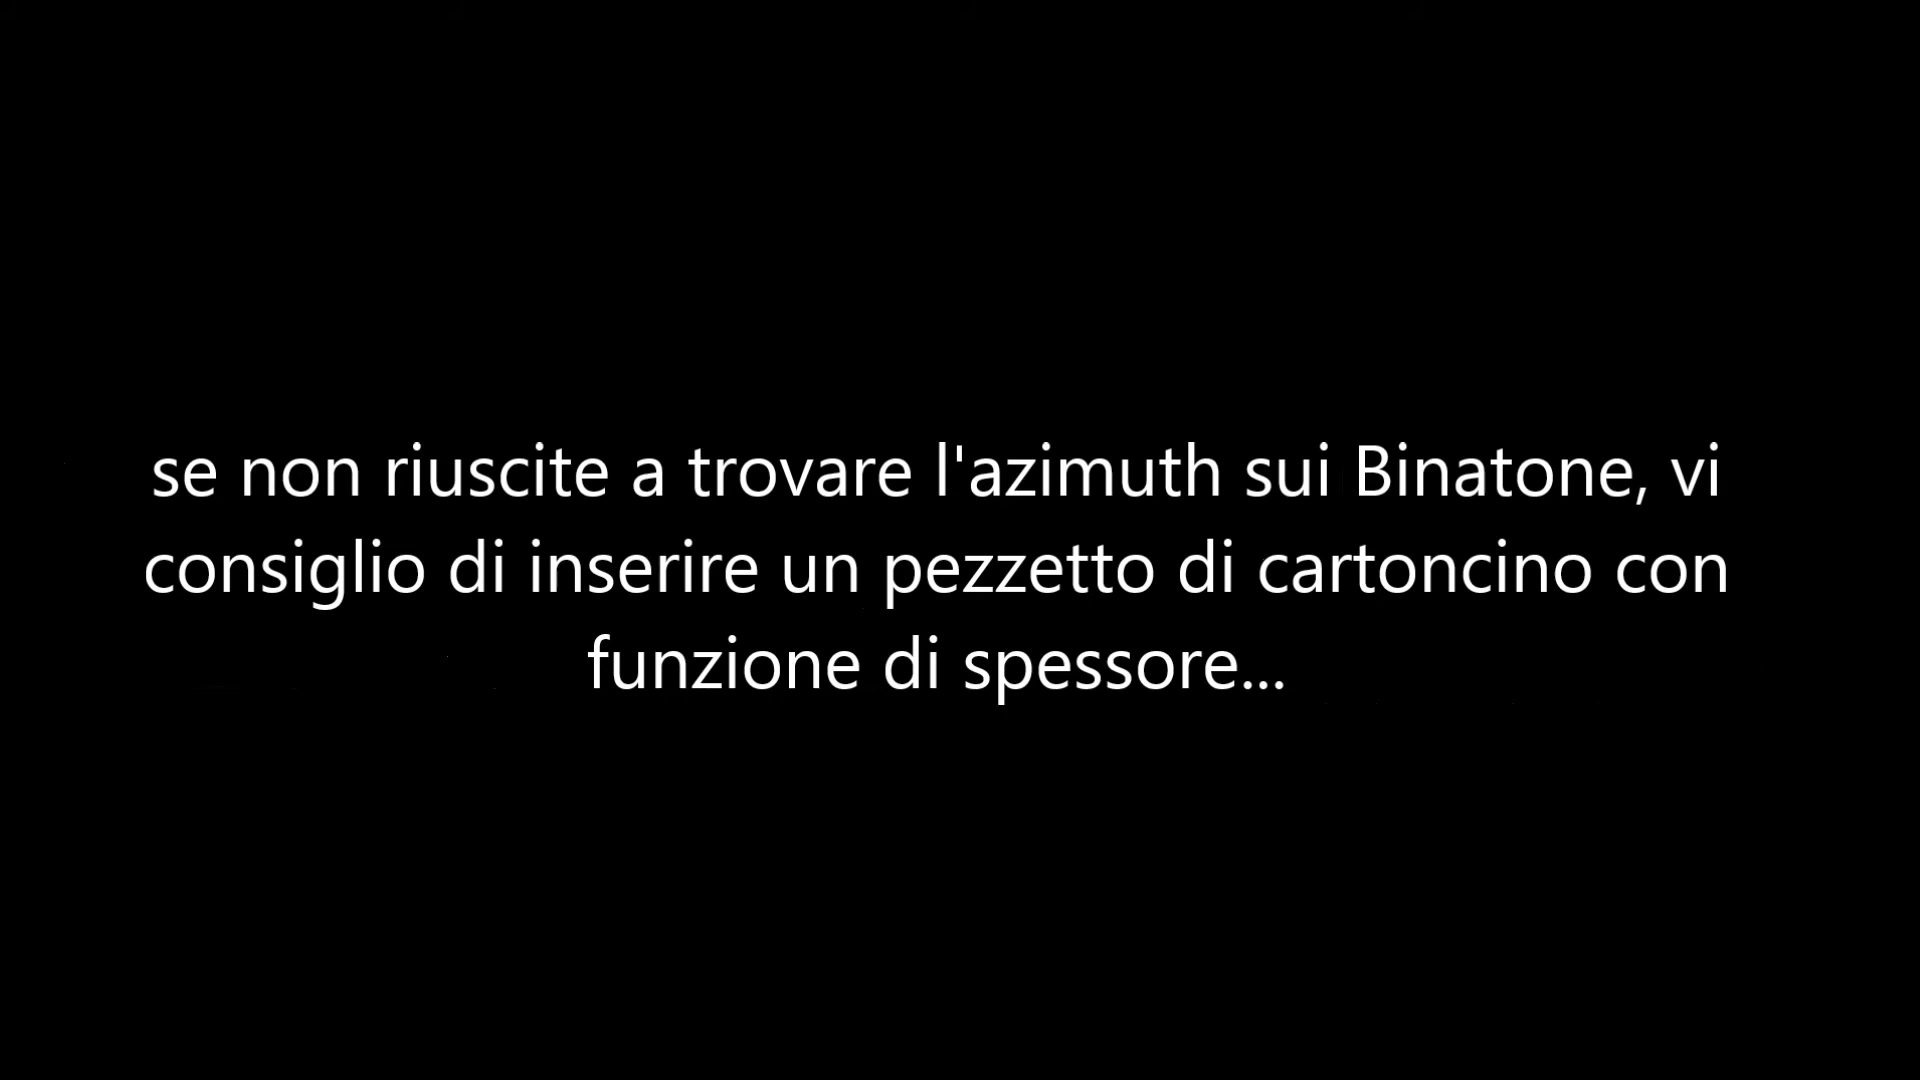 se non riuscite a trovare l'azimuth sui Binatone, vi
consiglio di inserire un pezzetto di cartoncino con
funzione di spessore...